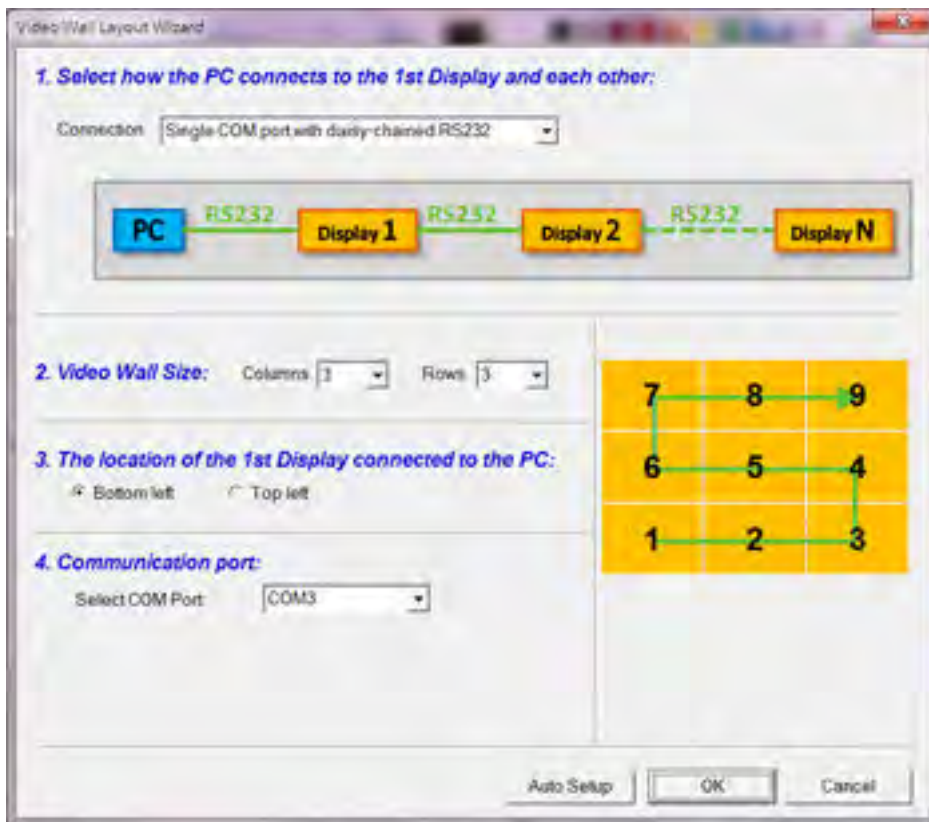 Video Wall Layout Wizard
1. Select how the PC connects to the 1st Display and each other:
Connection Single COM port with daisy-chained RS232
RS232 RS232 RS232
PC Display 1 Display 2 Display N
2. Video Wall Size: Columns 3 Rows 3
7 8 9
3. The location of the 1st Display connected to the PC:
6 5 4
Bottom left Top left
1 2 3
4. Communication port:
Select COM Port COM3
Auto Setup OK Cancel